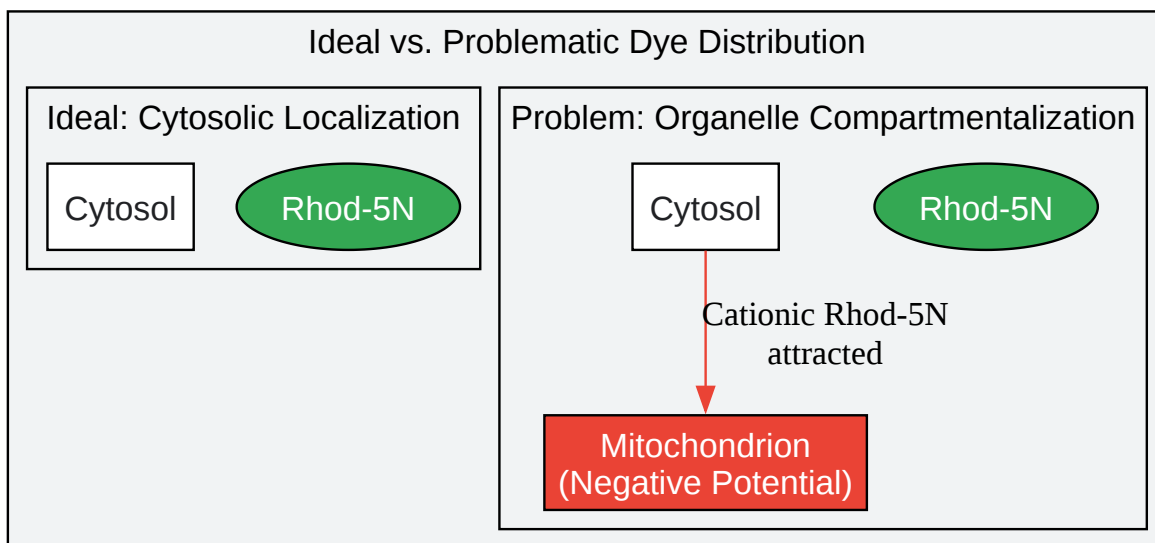 Ideal vs. Problematic Dye Distribution
Ideal: Cytosolic Localization
Cytosol
Rhod-5N
Problem: Organelle Compartmentalization
Cytosol
Rhod-5N
Cationic Rhod-5N
attracted
Mitochondrion
(Negative Potential)